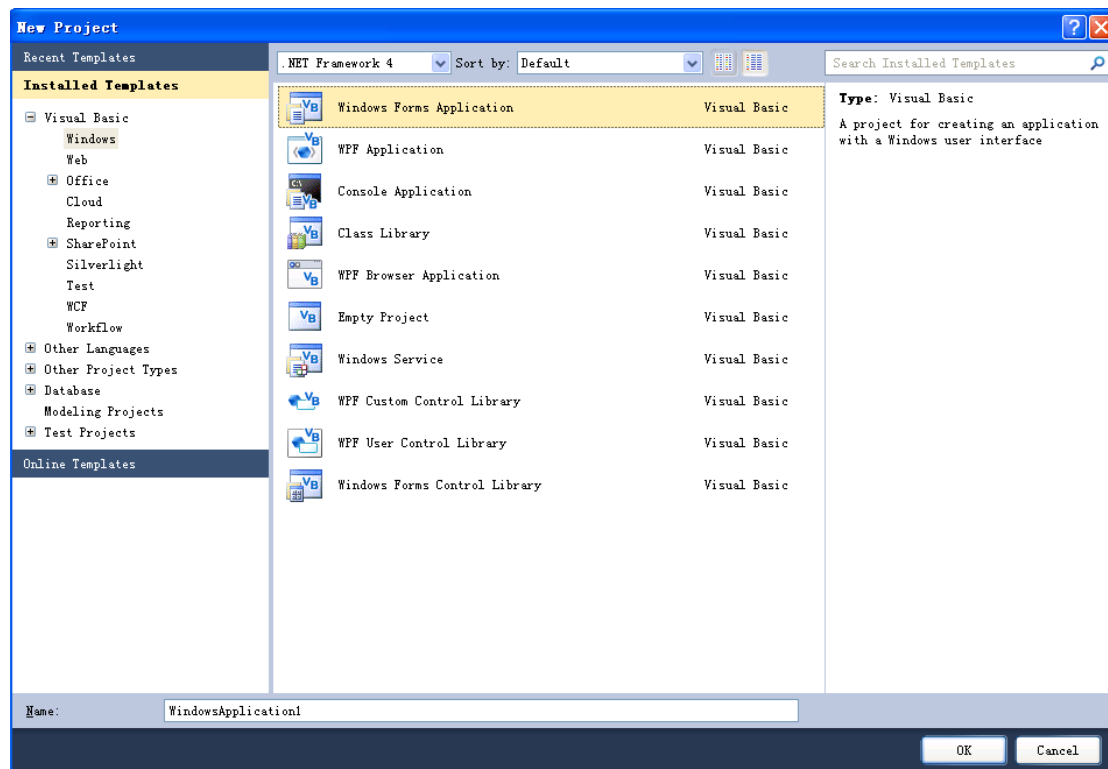 New Project
Recent Templates
.NET Framework 4
Sort by:
Default
Search Installed Templates
Installed Templates
Visual Basic
Windows
Web
Office
Cloud
Reporting
SharePoint
Silverlight
Test
WCF
Workflow
Other Languages
Other Project Types
Database
Modeling Projects
Test Projects
Online Templates
Windows Forms Application Visual Basic
WPF Application Visual Basic
Console Application Visual Basic
Class Library Visual Basic
WPF Browser Application Visual Basic
Empty Project Visual Basic
Windows Service Visual Basic
WPF Custom Control Library Visual Basic
WPF User Control Library Visual Basic
Windows Forms Control Library Visual Basic
Type: Visual Basic
A project for creating an application
with a Windows user interface
Name:
WindowsApplication1
OK
Cancel